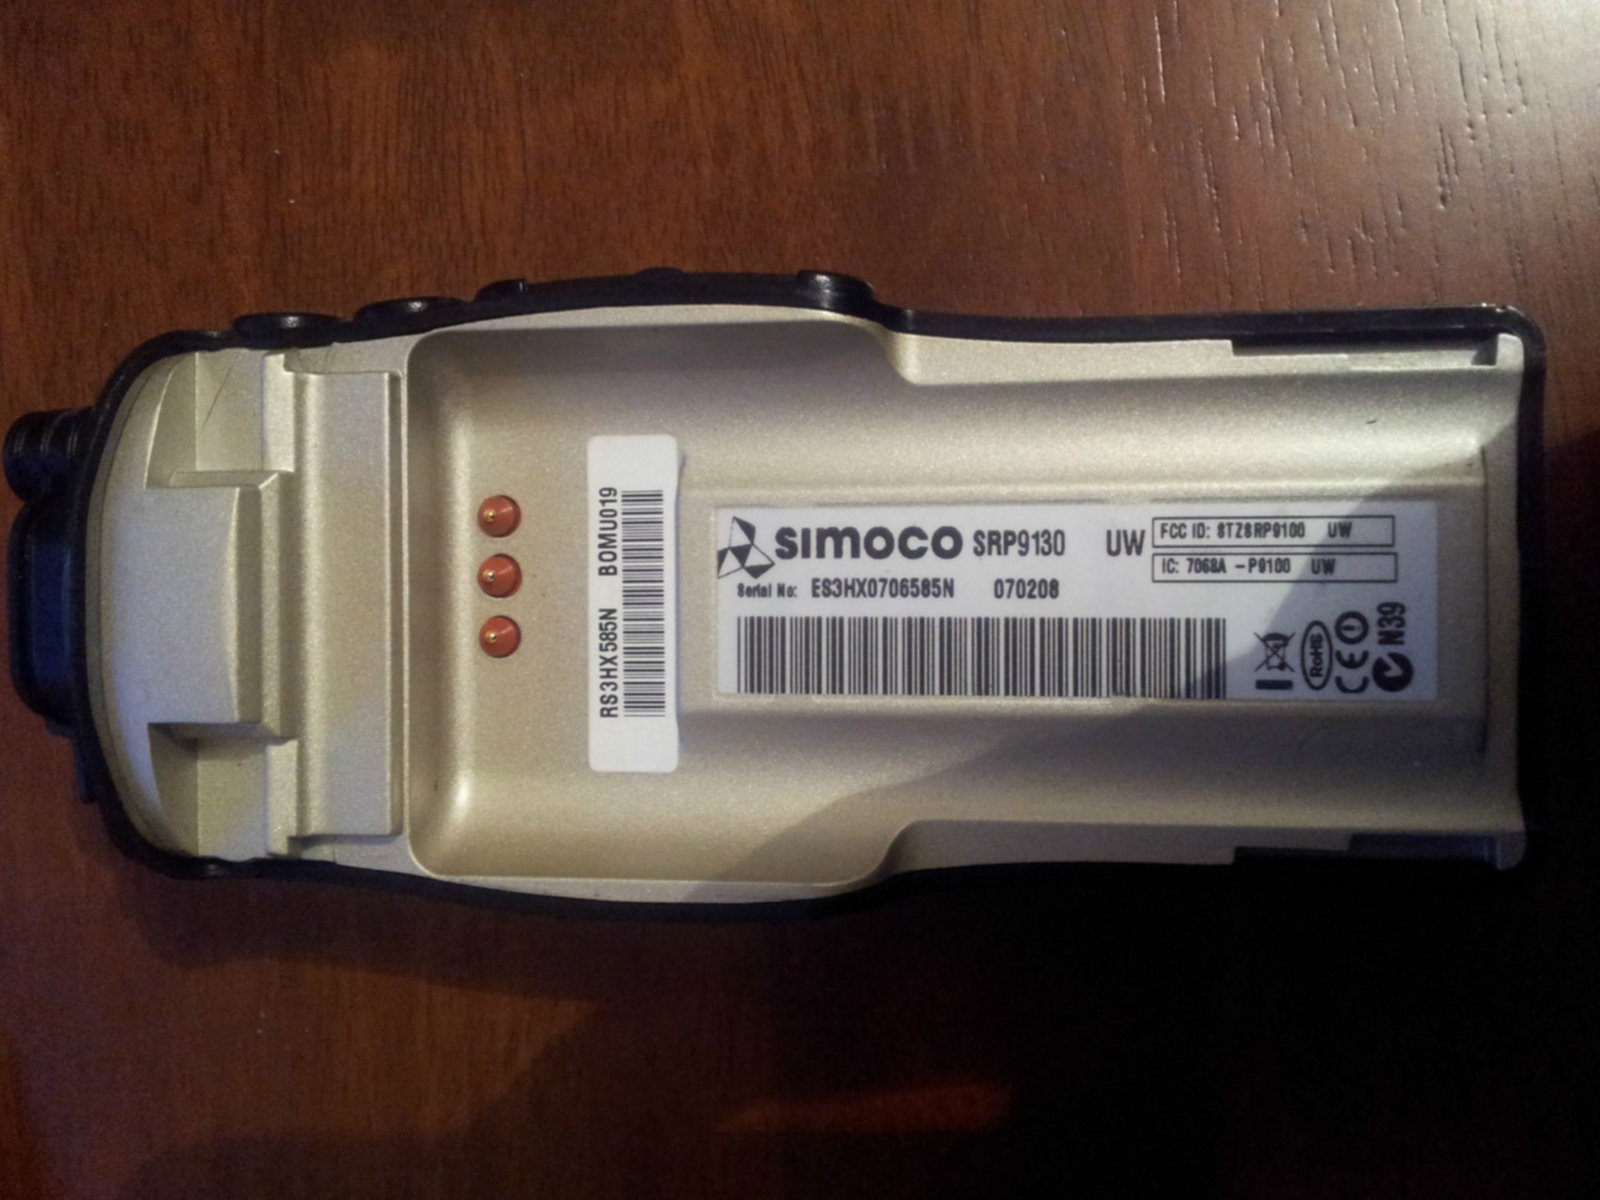 RS3HX585N BOMU019
SIMOCO SRP9130 UW
Serial No: ES3HX0706585N 070208
FCC ID: STZSRP9100 UW
IC: 7068A -P9100 UW
RoHS
CE
N39